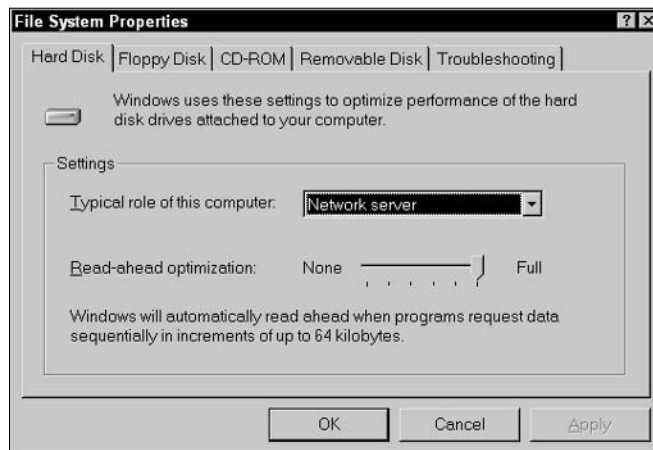 File System Properties
Hard Disk
Floppy Disk
CD-ROM
Removable Disk
Troubleshooting
Windows uses these settings to optimize performance of the hard
disk drives attached to your computer.
Settings
Typical role of this computer:
Network server
Read-ahead optimization:
None
Full
Windows will automatically read ahead when programs request data
sequentially in increments of up to 64 kilobytes.
OK
Cancel
Apply